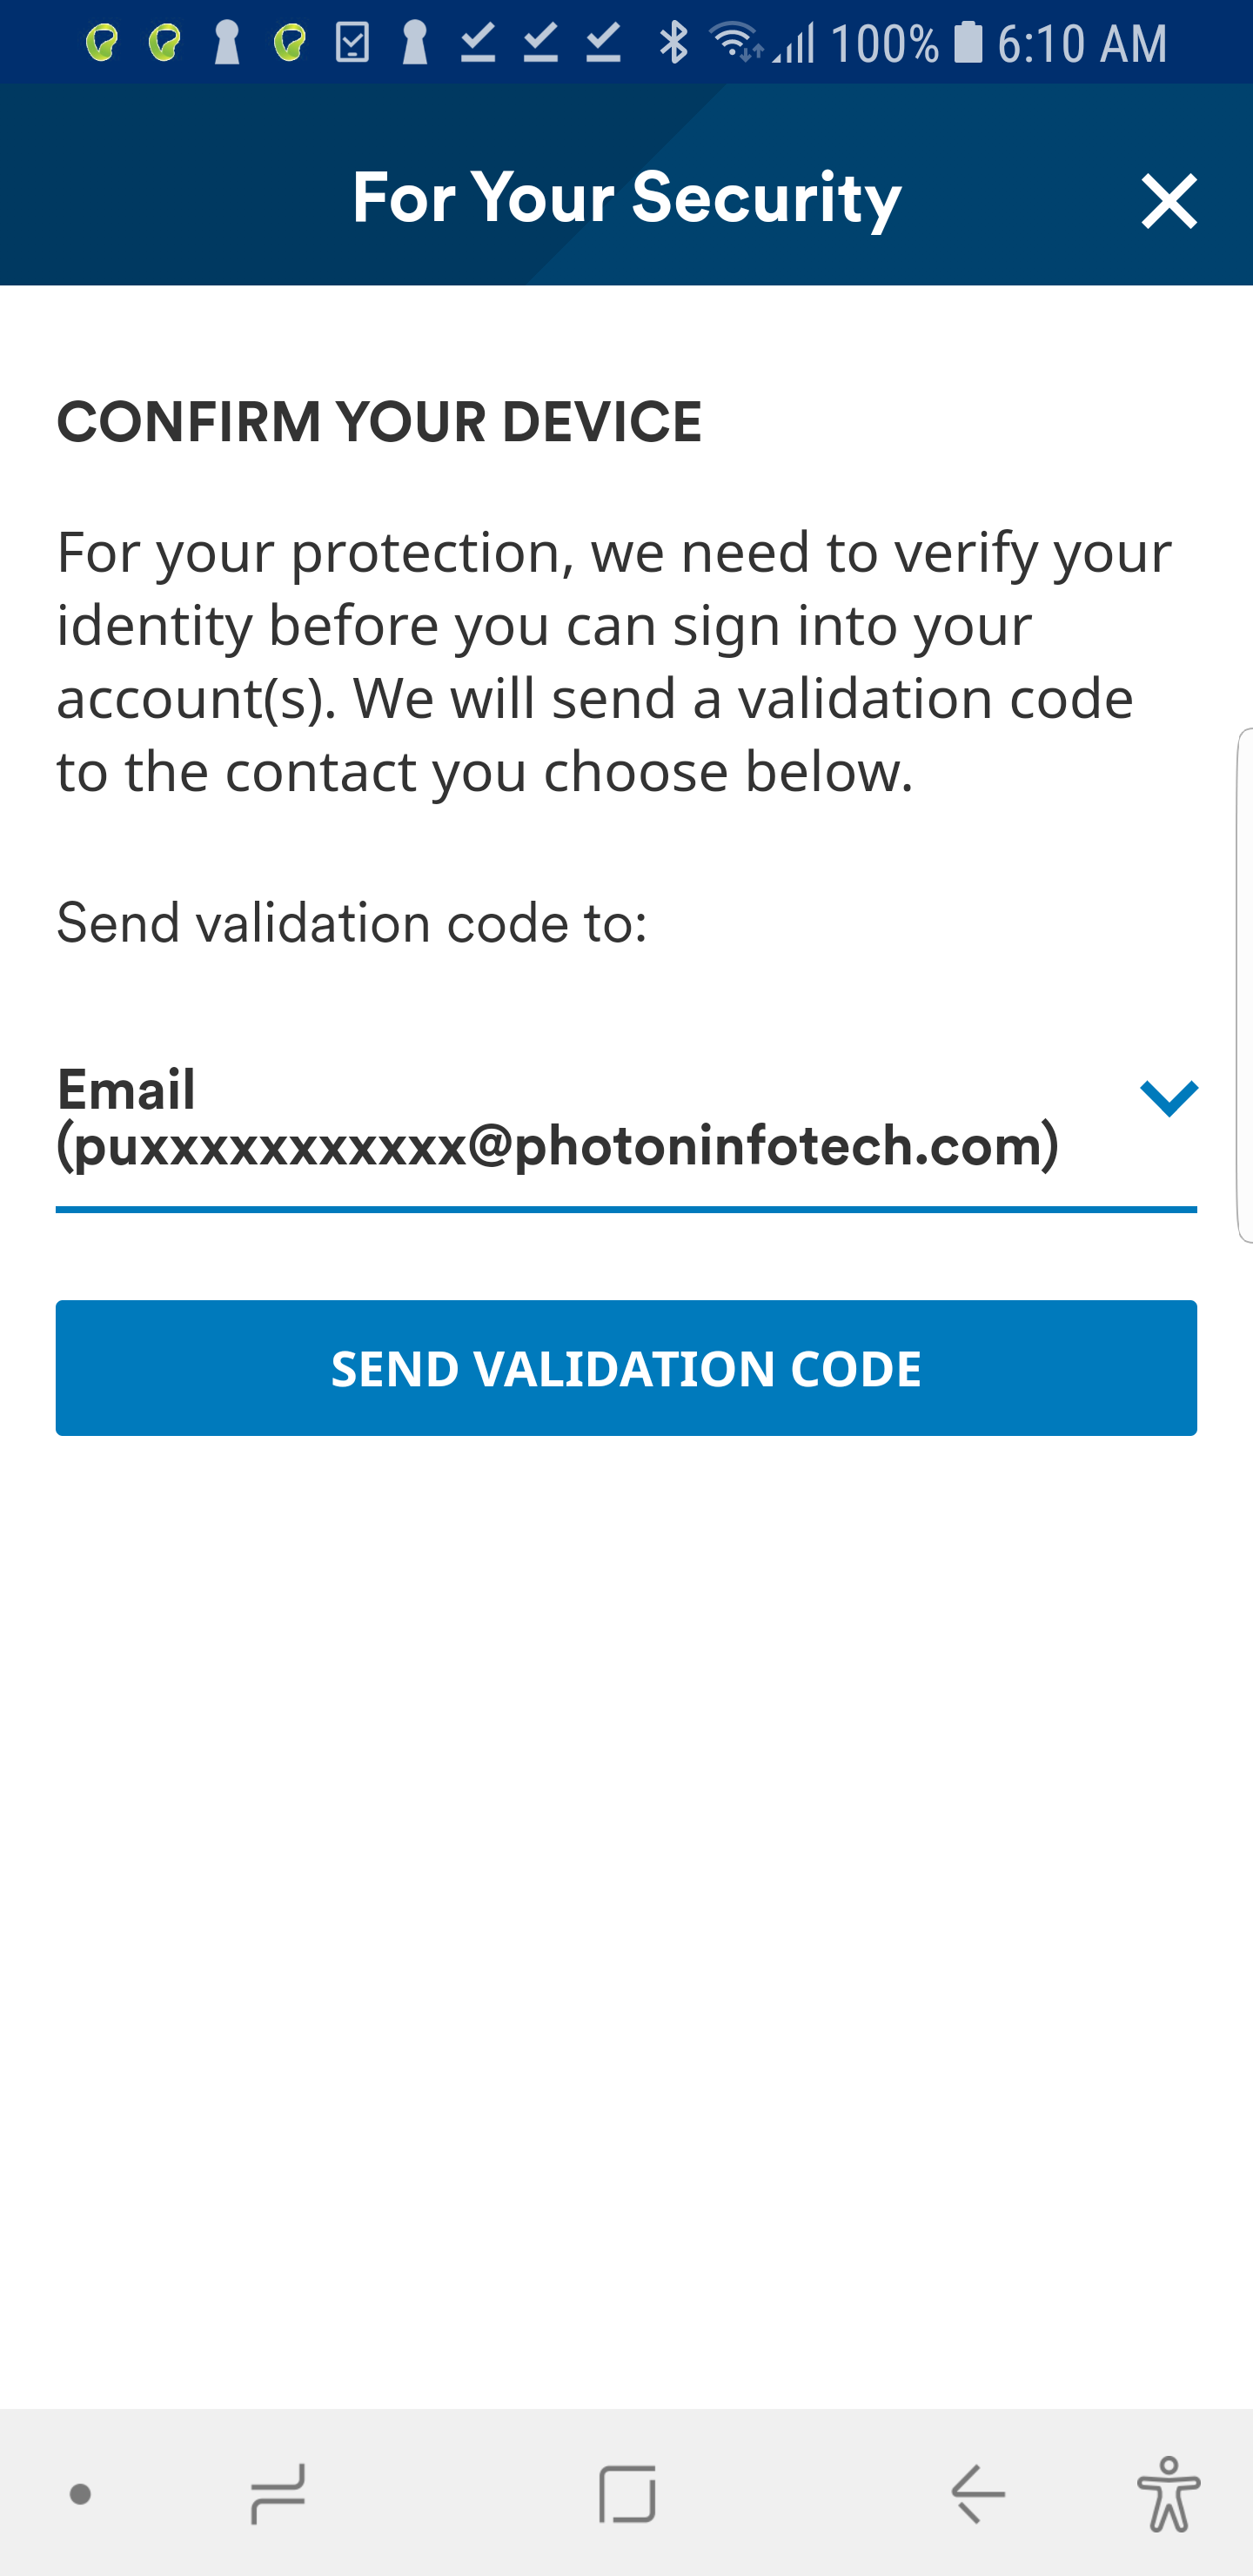 100% 6:10 AM
For Your Security
CONFIRM YOUR DEVICE
For your protection, we need to verify your
identity before you can sign into your
account(s). We will send a validation code
to the contact you choose below.
Send validation code to:
Email
(puxxxxxxxxxxx@photoninfotech.com)
SEND VALIDATION CODE